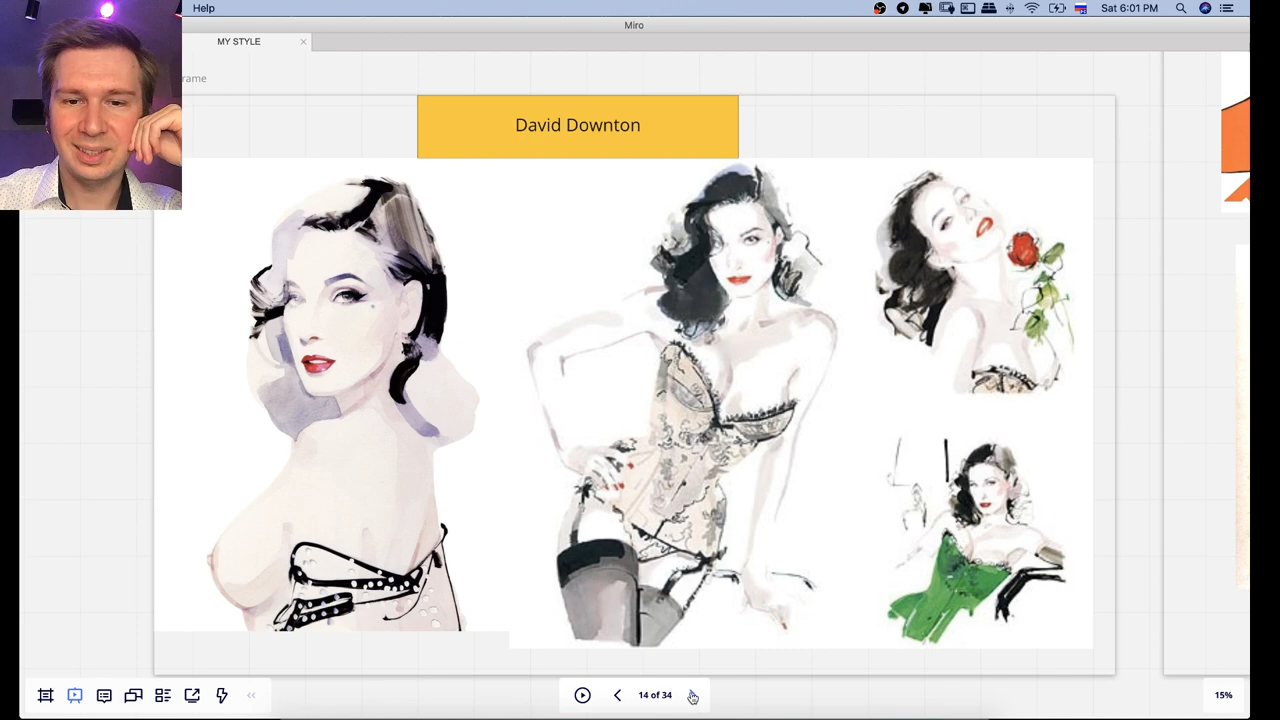 Help
Sat 6:01 PM
Miro
MY STYLE
rame
David Downton
14 of 34
15%